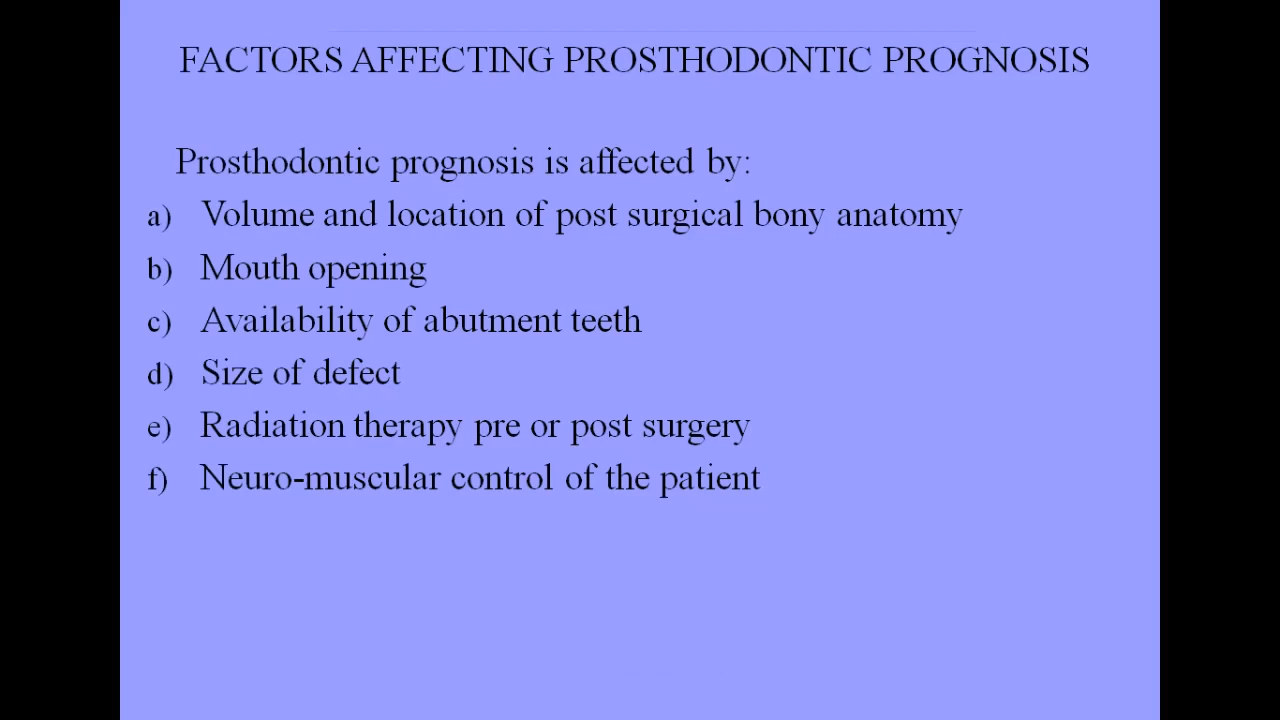 FACTORS AFFECTING PROSTHODONTIC PROGNOSIS
Prosthodontic prognosis is affected by:
a) Volume and location of post surgical bony anatomy
b) Mouth opening
c) Availability of abutment teeth
d) Size of defect
e) Radiation therapy pre or post surgery
f) Neuro-muscular control of the patient